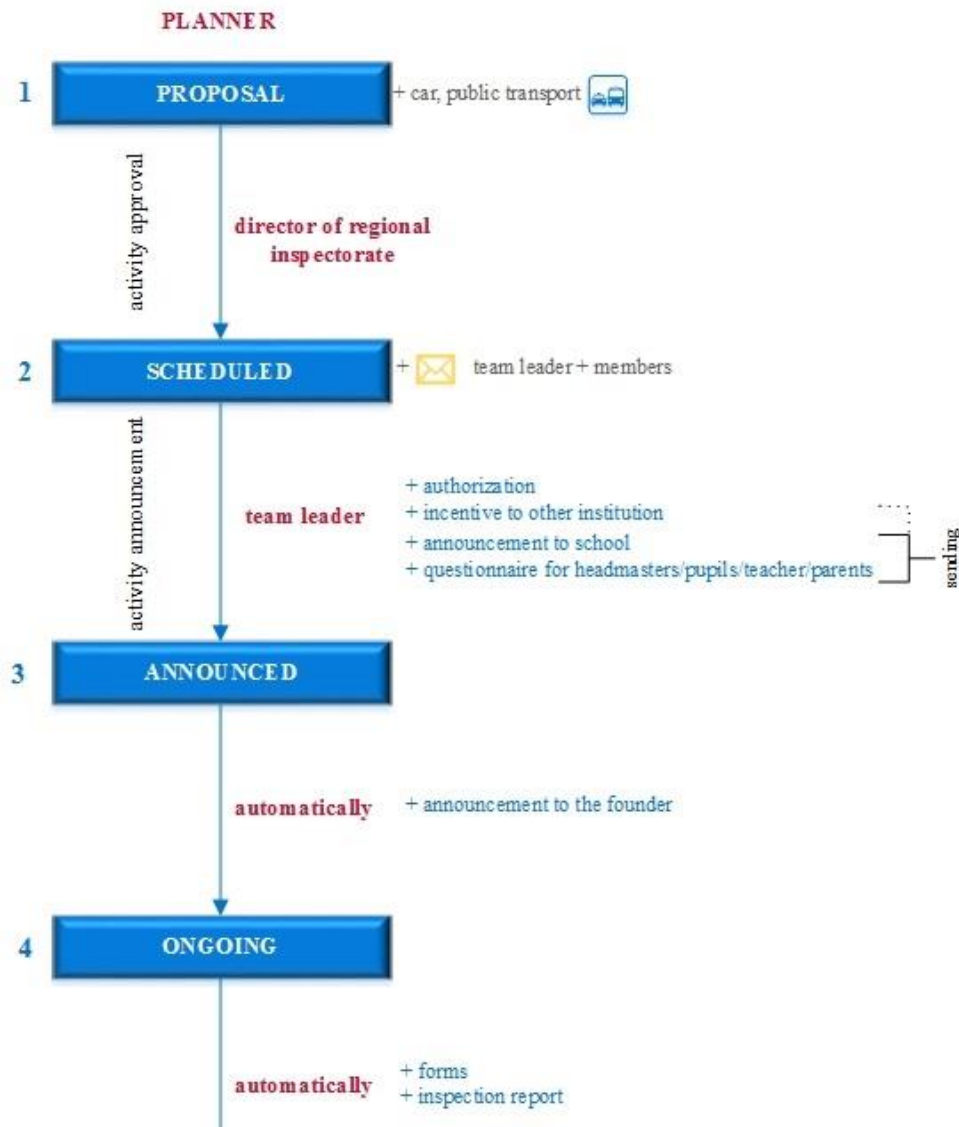 PLANNER
1 PROPOSAL + car, public transport
activity approval
director of regional
inspectorate
2 SCHEDULED + team leader + members
activity announcement
team leader
+ authorization
+ incentive to other institution
+ announcement to school
+ questionnaire for headmasters/pupils/teacher/parents
sending
3 ANNOUNCED
automatically + announcement to the founder
4 ONGOING
automatically
+ forms
+ inspection report